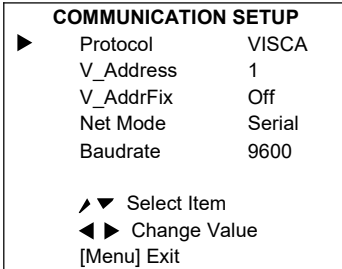 COMMUNICATION SETUP
Protocol VISCA
V_Address 1
V_AddrFix Off
Net Mode Serial
Baudrate 9600
Select Item
Change Value
[Menu] Exit